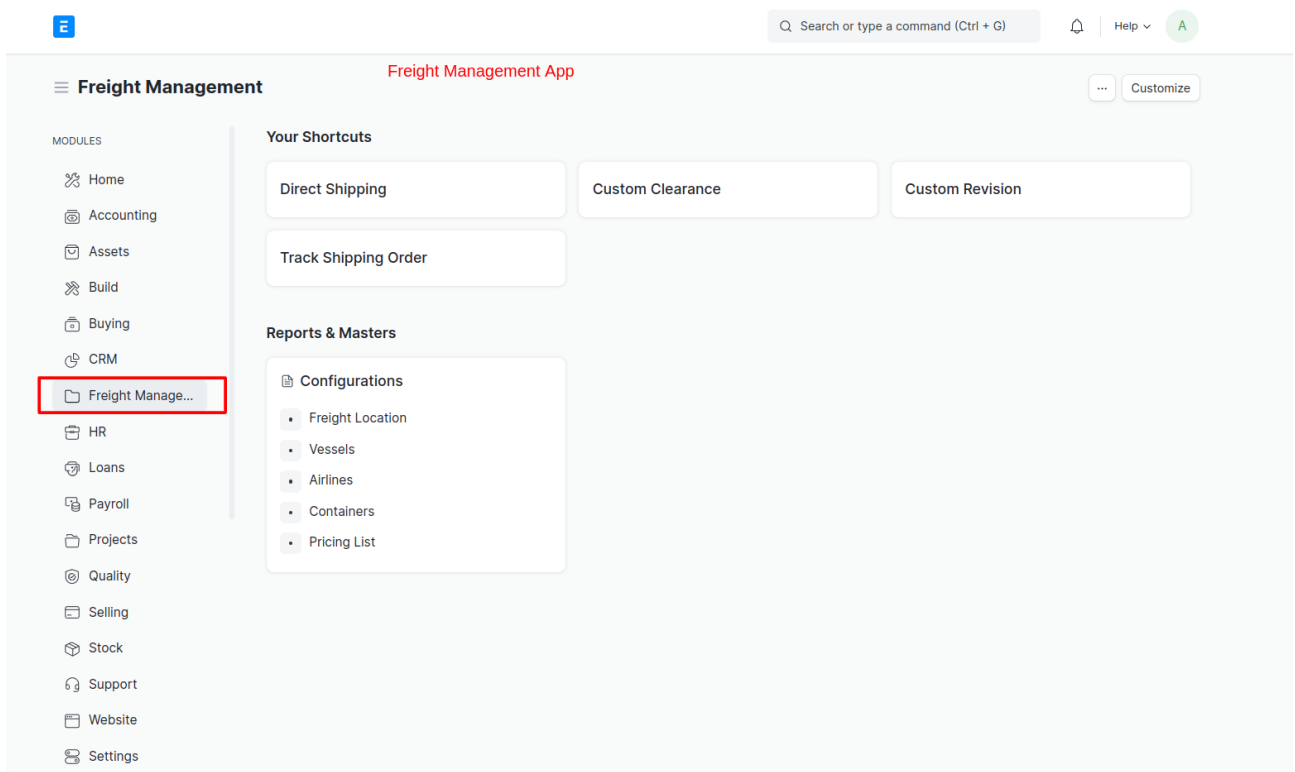 E
Search or type a command (Ctrl + G)
Help
A
Freight Management App
Freight Management
...
Customize
MODULES
Home
Accounting
Assets
Build
Buying
CRM
Freight Manage...
HR
Loans
Payroll
Projects
Quality
Selling
Stock
Support
Website
Settings
Your Shortcuts
Direct Shipping
Custom Clearance
Custom Revision
Track Shipping Order
Reports & Masters
Configurations
Freight Location
Vessels
Airlines
Containers
Pricing List